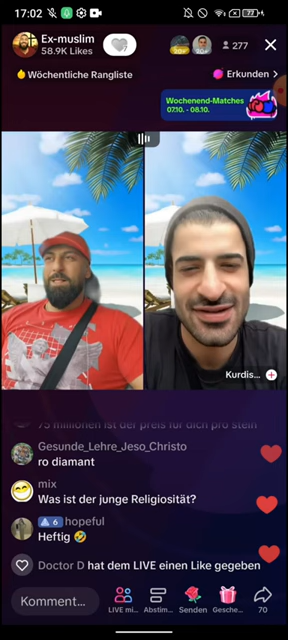 17:02
77
Ex-muslim
58.9K Likes
277
Wöchentliche Rangliste
Erkunden >
Wochenend-Matches
07.10. - 08.10.
Kurdis...
75 millionen ist der preis für dich pro stein
Gesunde_Lehre_Jeso_Christo
ro diamant
mix
Was ist der junge Religiosität?
6 hopeful
Heftig 🤣
Doctor D hat dem LIVE einen Like gegeben
Komment...
LIVE mi...
Abstim...
Senden
Gesche...
70